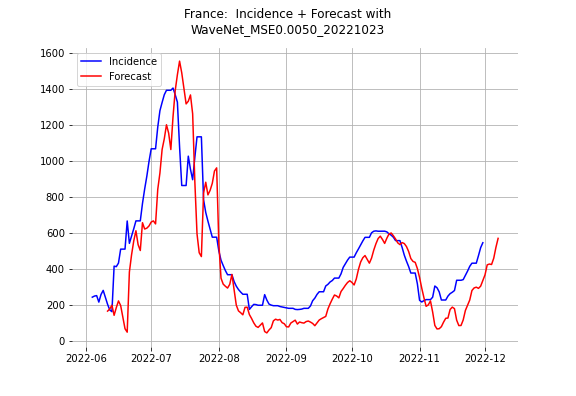 France:  Incidence + Forecast with
WaveNet_MSE0.0050_20221023
Incidence
Forecast
1600
1400
1200
1000
800
600
400
200
0
2022-06 2022-07 2022-08 2022-09 2022-10 2022-11 2022-12